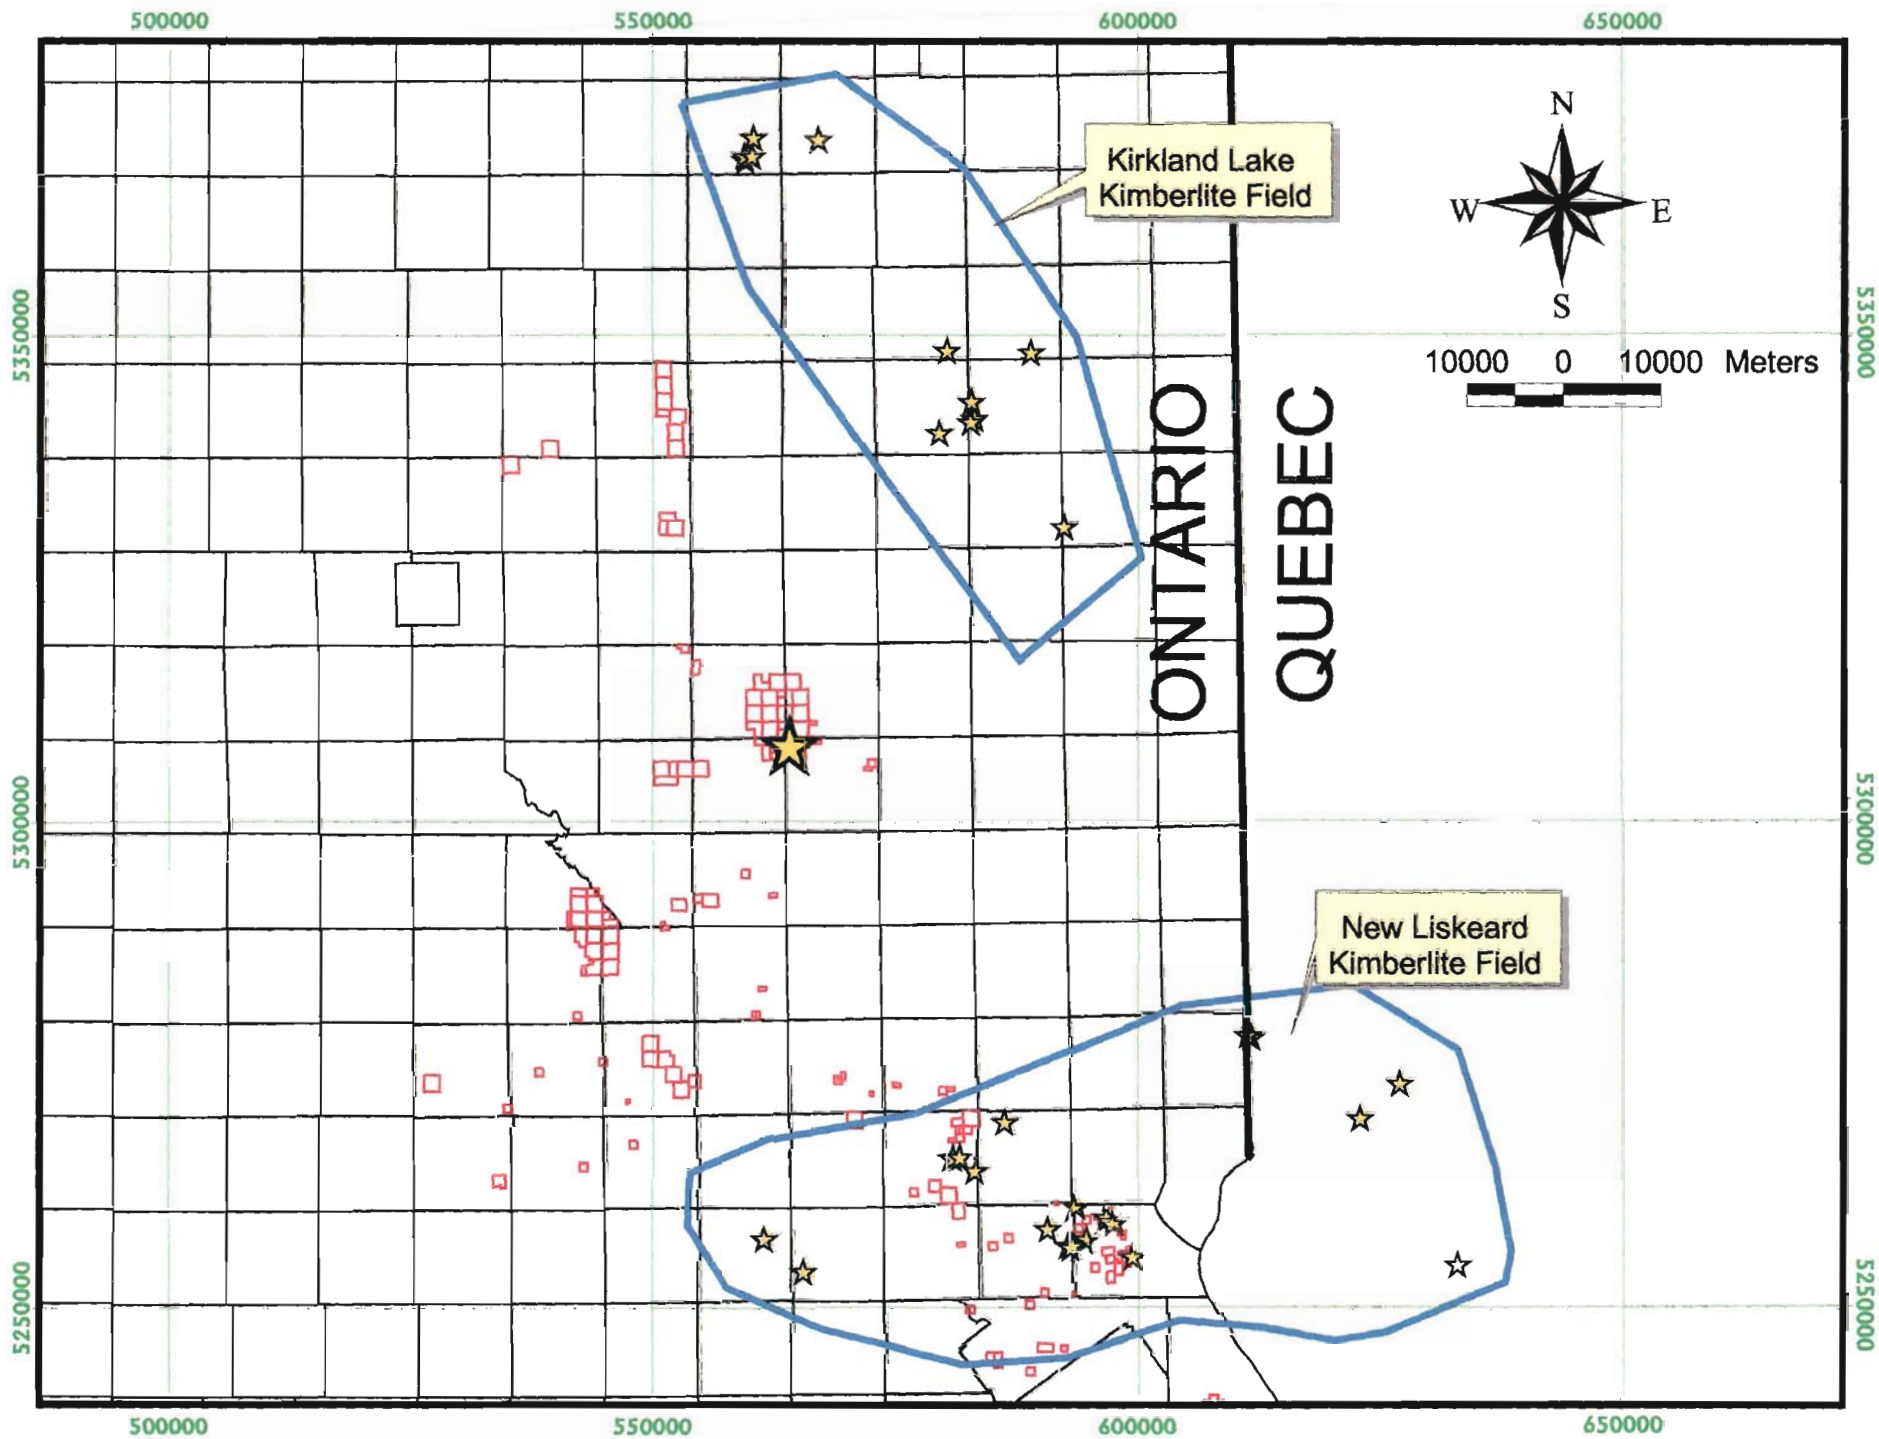 500000 550000 600000 650000
N
Kirkland Lake
Kimberlite Field
W E
S
5350000 5350000
10000 0 10000 Meters
ONTARIO
QUEBEC
5300000 5300000
New Liskeard
Kimberlite Field
5250000 5250000
500000 550000 600000 650000